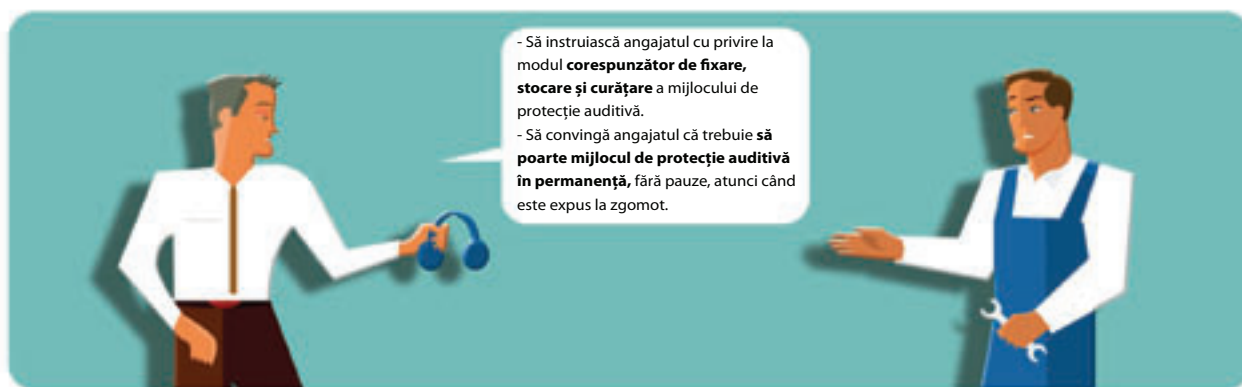 - Să instruiască angajatul cu privire la
modul corespunzător de fixare,
stocare și curățare a mijlocului de
protecție auditivă.
- Să convingă angajatul că trebuie să
poarte mijlocul de protecție auditivă
în permanență, fără pauze, atunci când
este expus la zgomot.